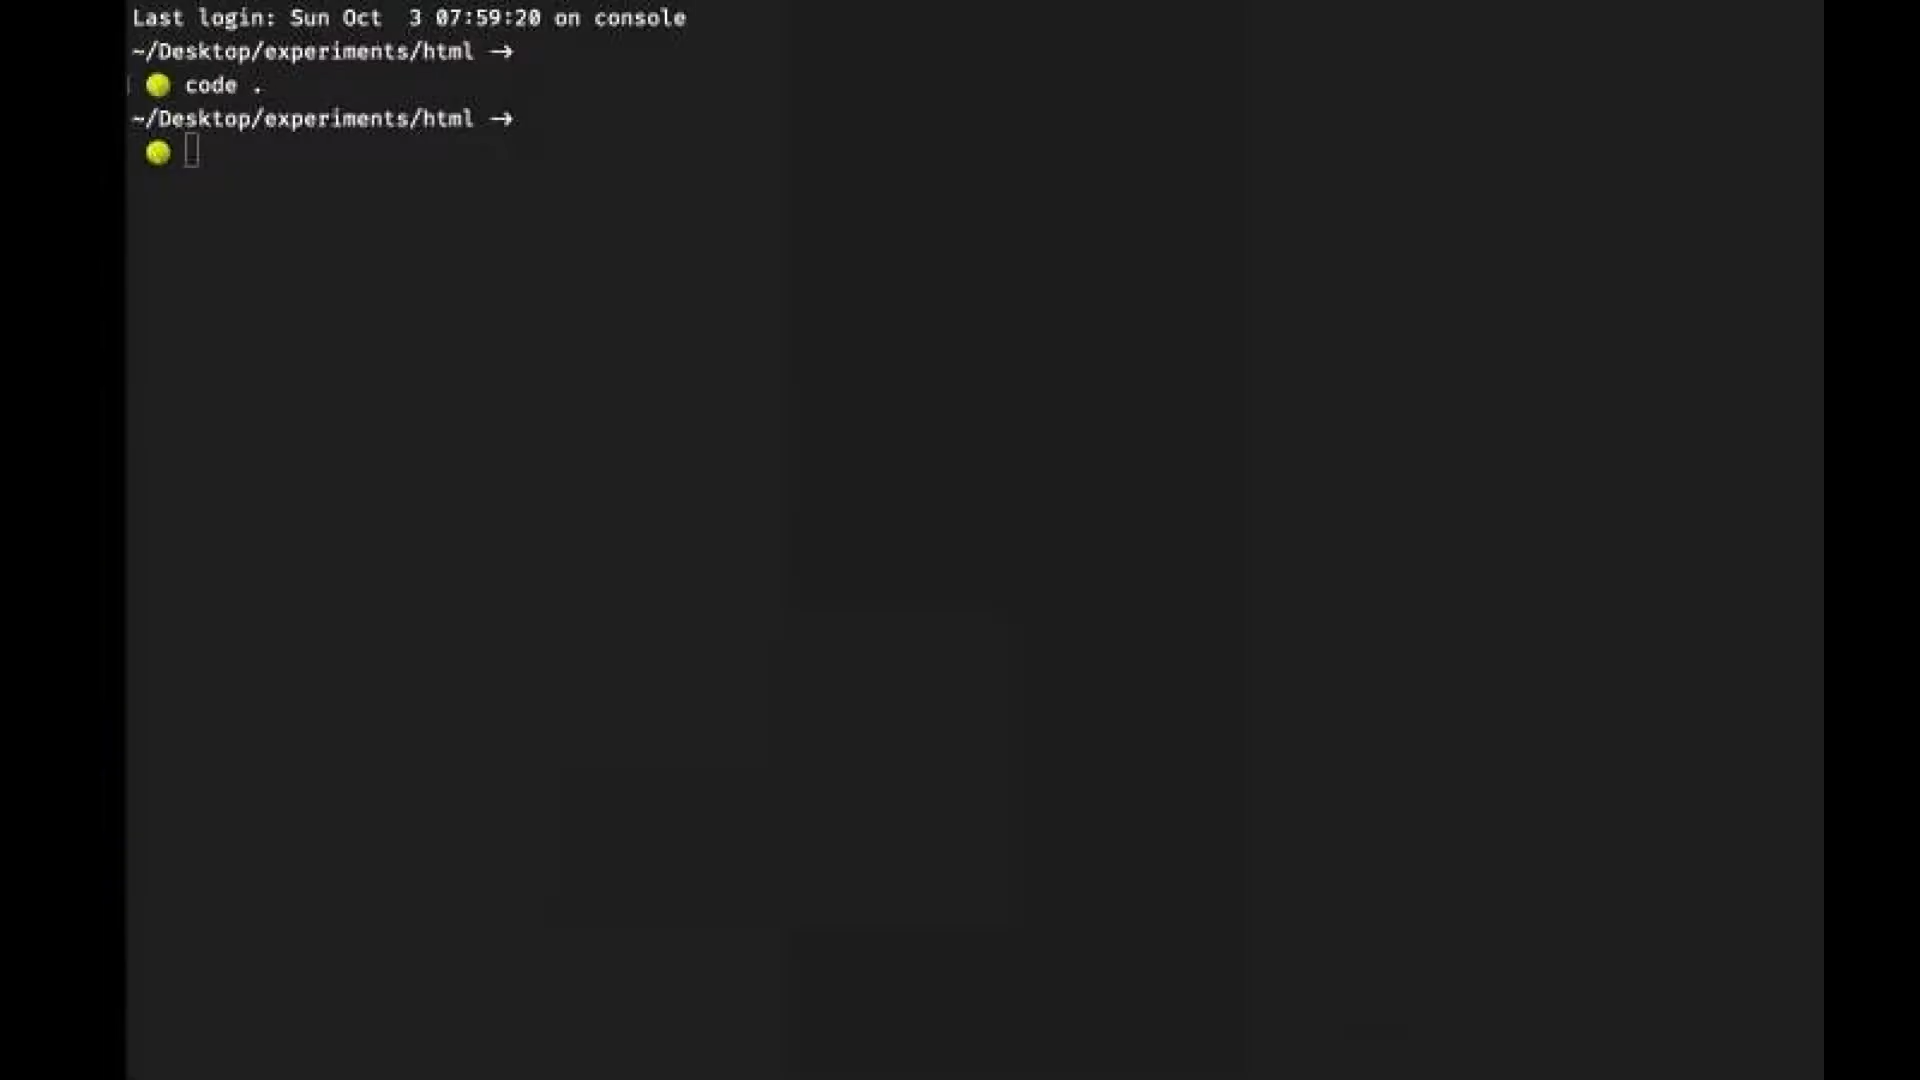 Last login: Sun Oct  3 07:59:20 on console
~/Desktop/experiments/html →
🎾 code .
~/Desktop/experiments/html →
🎾